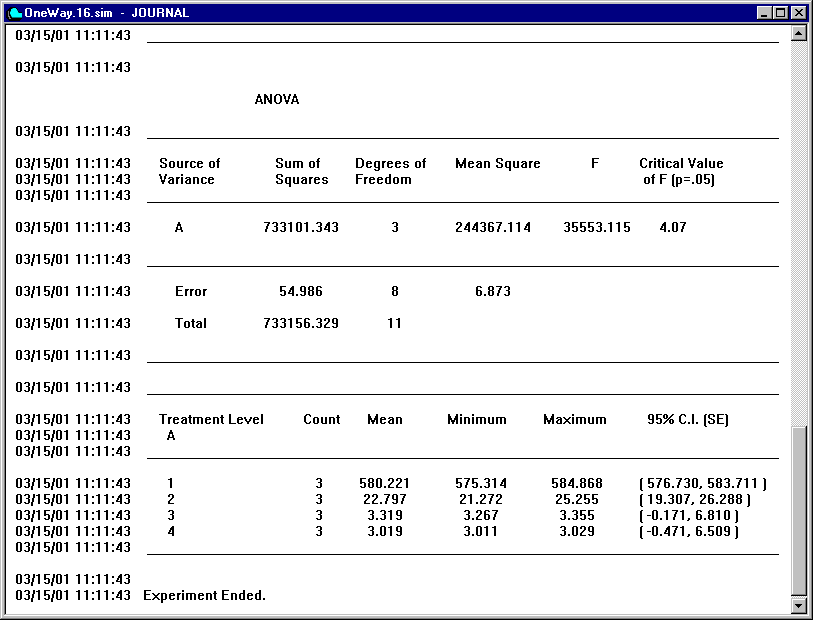 OneWay.16.sim - JOURNAL
03/15/01 11:11:43
03/15/01 11:11:43
ANOVA
03/15/01 11:11:43
03/15/01 11:11:43 Source of Sum of Degrees of Mean Square F Critical Value
03/15/01 11:11:43 Variance Squares Freedom of F (p=.05)
03/15/01 11:11:43
03/15/01 11:11:43 A 733101.343 3 244367.114 35553.115 4.07
03/15/01 11:11:43
03/15/01 11:11:43 Error 54.986 8 6.873
03/15/01 11:11:43 Total 733156.329 11
03/15/01 11:11:43
03/15/01 11:11:43
03/15/01 11:11:43 Treatment Level Count Mean Minimum Maximum 95% C.I. (SE)
03/15/01 11:11:43 A
03/15/01 11:11:43
03/15/01 11:11:43 1 3 580.221 575.314 584.868 ( 576.730, 583.711 )
03/15/01 11:11:43 2 3 22.797 21.272 25.255 ( 19.307, 26.288 )
03/15/01 11:11:43 3 3 3.319 3.267 3.355 ( -0.171, 6.810 )
03/15/01 11:11:43 4 3 3.019 3.011 3.029 ( -0.471, 6.509 )
03/15/01 11:11:43
03/15/01 11:11:43
03/15/01 11:11:43 Experiment Ended.